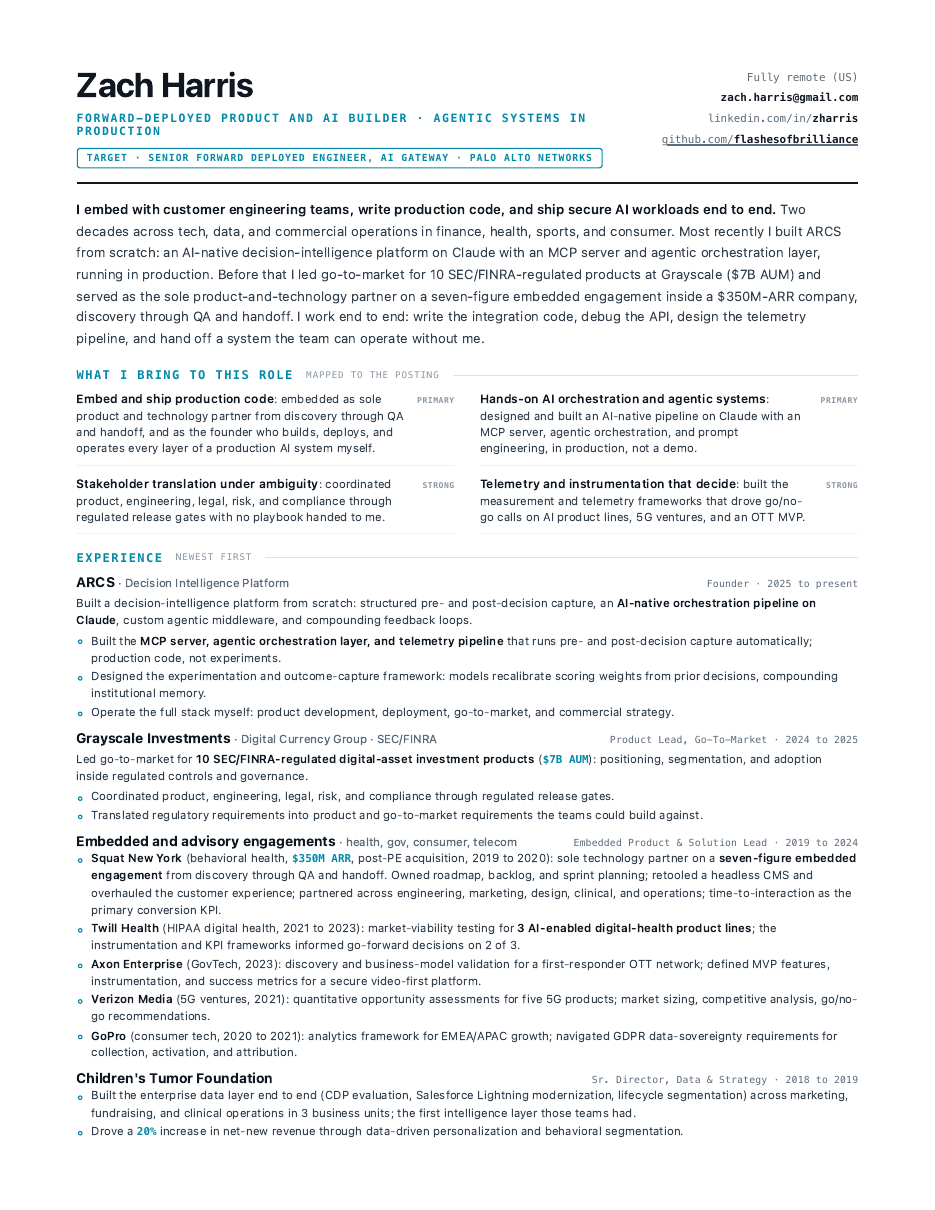 Zach Harris
Fully remote (US)
zach.harris@gmail.com
linkedin.com/in/zharris
github.com/flashesofbrilliance
FORWARD–DEPLOYED PRODUCT AND AI BUILDER · AGENTIC SYSTEMS IN
PRODUCTION
TARGET · SENIOR FORWARD DEPLOYED ENGINEER, AI GATEWAY · PALO ALTO NETWORKS
I embed with customer engineering teams, write production code, and ship secure AI workloads end to end. Two
decades across tech, data, and commercial operations in finance, health, sports, and consumer. Most recently I built ARCS
from scratch: an AI-native decision-intelligence platform on Claude with an MCP server and agentic orchestration layer,
running in production. Before that I led go-to-market for 10 SEC/FINRA-regulated products at Grayscale ($7B AUM) and
served as the sole product-and-technology partner on a seven-figure embedded engagement inside a $350M-ARR company,
discovery through QA and handoff. I work end to end: write the integration code, debug the API, design the telemetry
pipeline, and hand off a system the team can operate without me.
WHAT I BRING TO THIS ROLE MAPPED TO THE POSTING
Embed and ship production code: embedded as sole PRIMARY
product and technology partner from discovery through QA
and handoff, and as the founder who builds, deploys, and
operates every layer of a production AI system myself.
Hands-on AI orchestration and agentic systems: PRIMARY
designed and built an AI-native pipeline on Claude with an
MCP server, agentic orchestration, and prompt
engineering, in production, not a demo.
Stakeholder translation under ambiguity: coordinated STRONG
product, engineering, legal, risk, and compliance through
regulated release gates with no playbook handed to me.
Telemetry and instrumentation that decide: built the STRONG
measurement and telemetry frameworks that drove go/no-
go calls on AI product lines, 5G ventures, and an OTT MVP.
EXPERIENCE NEWEST FIRST
ARCS · Decision Intelligence Platform Founder · 2025 to present
Built a decision-intelligence platform from scratch: structured pre- and post-decision capture, an AI-native orchestration pipeline on
Claude, custom agentic middleware, and compounding feedback loops.
Built the MCP server, agentic orchestration layer, and telemetry pipeline that runs pre- and post-decision capture automatically;
production code, not experiments.
Designed the experimentation and outcome-capture framework: models recalibrate scoring weights from prior decisions, compounding
institutional memory.
Operate the full stack myself: product development, deployment, go-to-market, and commercial strategy.
Grayscale Investments · Digital Currency Group · SEC/FINRA Product Lead, Go–To–Market · 2024 to 2025
Led go-to-market for 10 SEC/FINRA-regulated digital-asset investment products ($7B AUM): positioning, segmentation, and adoption
inside regulated controls and governance.
Coordinated product, engineering, legal, risk, and compliance through regulated release gates.
Translated regulatory requirements into product and go-to-market requirements the teams could build against.
Embedded and advisory engagements · health, gov, consumer, telecom Embedded Product & Solution Lead · 2019 to 2024
Squat New York (behavioral health, $350M ARR, post-PE acquisition, 2019 to 2020): sole technology partner on a seven-figure embedded
engagement from discovery through QA and handoff. Owned roadmap, backlog, and sprint planning; retooled a headless CMS and
overhauled the customer experience; partnered across engineering, marketing, design, clinical, and operations; time-to-interaction as the
primary conversion KPI.
Twill Health (HIPAA digital health, 2021 to 2023): market-viability testing for 3 AI-enabled digital-health product lines; the
instrumentation and KPI frameworks informed go-forward decisions on 2 of 3.
Axon Enterprise (GovTech, 2023): discovery and business-model validation for a first-responder OTT network; defined MVP features,
instrumentation, and success metrics for a secure video-first platform.
Verizon Media (5G ventures, 2021): quantitative opportunity assessments for five 5G products; market sizing, competitive analysis, go/no-
go recommendations.
GoPro (consumer tech, 2020 to 2021): analytics framework for EMEA/APAC growth; navigated GDPR data-sovereignty requirements for
collection, activation, and attribution.
Children's Tumor Foundation Sr. Director, Data & Strategy · 2018 to 2019
Built the enterprise data layer end to end (CDP evaluation, Salesforce Lightning modernization, lifecycle segmentation) across marketing,
fundraising, and clinical operations in 3 business units; the first intelligence layer those teams had.
Drove a 20% increase in net-new revenue through data-driven personalization and behavioral segmentation.